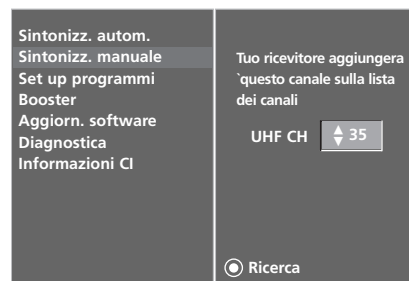 Sintonizz. autom.
Sintonizz. manuale
Set up programmi
Booster
Aggiorn. software
Diagnostica
Informazioni CI
Tuo ricevitore aggiungera
`questo canale sulla lista
dei canali
UHF CH 35
Ricerca